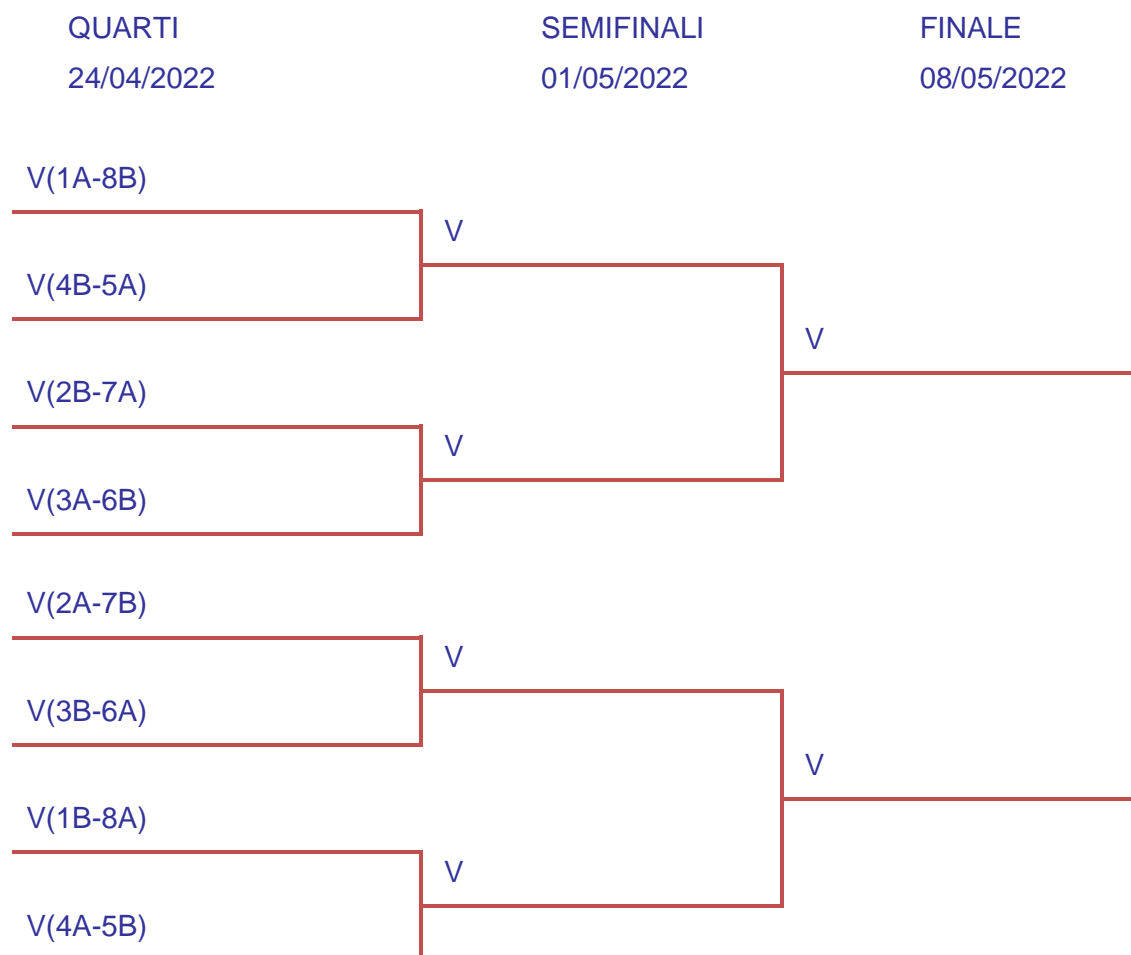 QUARTI SEMIFINALI FINALE
24/04/2022 01/05/2022 08/05/2022
V(1A-8B)
V
V(4B-5A)
V
V(2B-7A)
V
V(3A-6B)
V(2A-7B)
V
V(3B-6A)
V
V(1B-8A)
V
V(4A-5B)